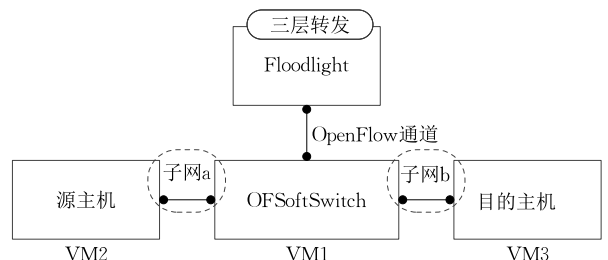 三层转发
Floodlight
OpenFlow通道
子网a
子网b
源主机
OFSoftSwitch
目的主机
VM2
VM1
VM3